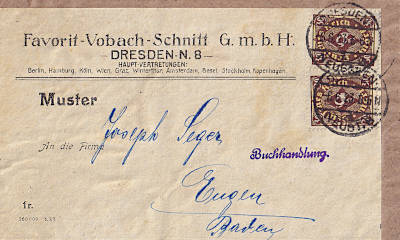 Favorit-Vobach-Schnitt G. m. b. H.
DRESDEN-N. 8
HAUPT-VERTRETUNGEN:
Berlin, Hamburg, Köln, Wien, Graz, Winterthur, Amsterdam, Basel, Stockholm, Kopenhagen.
Muster
An die Firma
Joseph Seger
Buchhandlung.
Engen
Baden
fr.